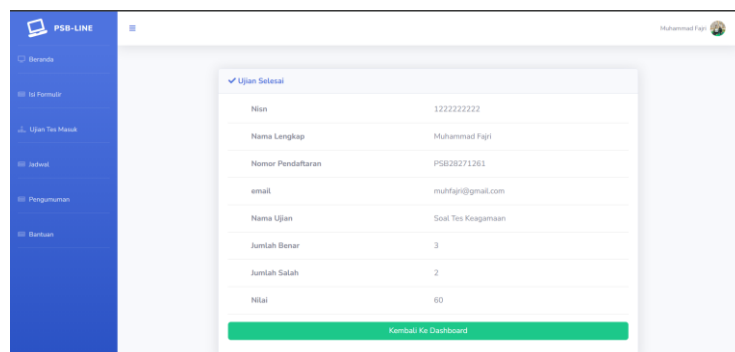 PSB-LINE
Muhammad Fajri
Beranda
Isi Formulir
Ujian Tes Masuk
Jadwal
Pengumuman
Bantuan
Ujian Selesai
Nisn 1222222222
Nama Lengkap Muhammad Fajri
Nomor Pendaftaran PSB28271261
email muhfajri@gmail.com
Nama Ujian Soal Tes Keagamaan
Jumlah Benar 3
Jumlah Salah 2
Nilai 60
Kembali Ke Dashboard